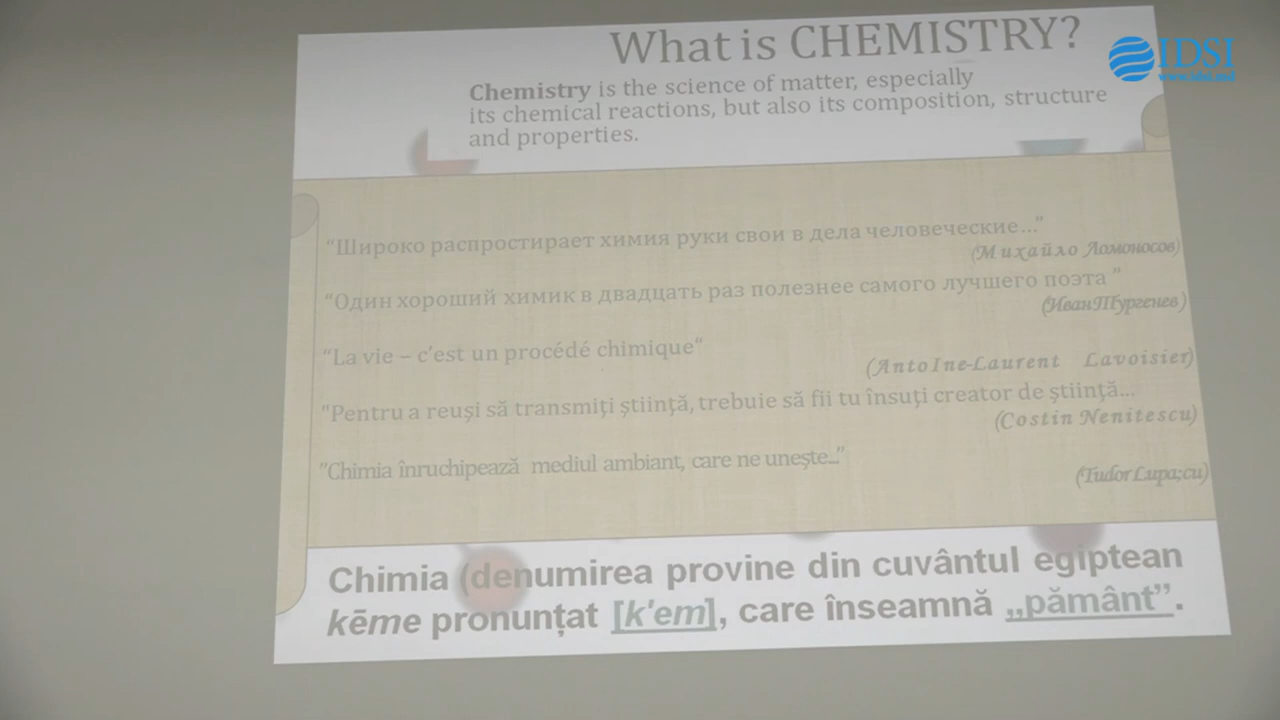 What is CHEMISTRY?
IDSI
www.idsi.md
Chemistry is the science of matter, especially
its chemical reactions, but also its composition, structure
and properties.
"Широко распростирает химия руки свои в дела человеческие..."
(Михайло Ломоносов)
"Один хороший химик в двадцать раз полезнее самого лучшего поэта"
(Иван Тургенев)
"La vie – c'est un procédé chimique"
(AntoIne-Laurent Lavoisier)
"Pentru a reuşi să transmiţi ştiinţă, trebuie să fii tu însuţi creator de ştiinţă...
(Costin Nenitescu)
"Chimia înruchipează mediul ambiant, care ne uneşte..."
(Tudor Lupa;cu)
Chimia (denumirea provine din cuvântul egiptean
kēme pronunțat [k'em], care înseamnă „pământ”.